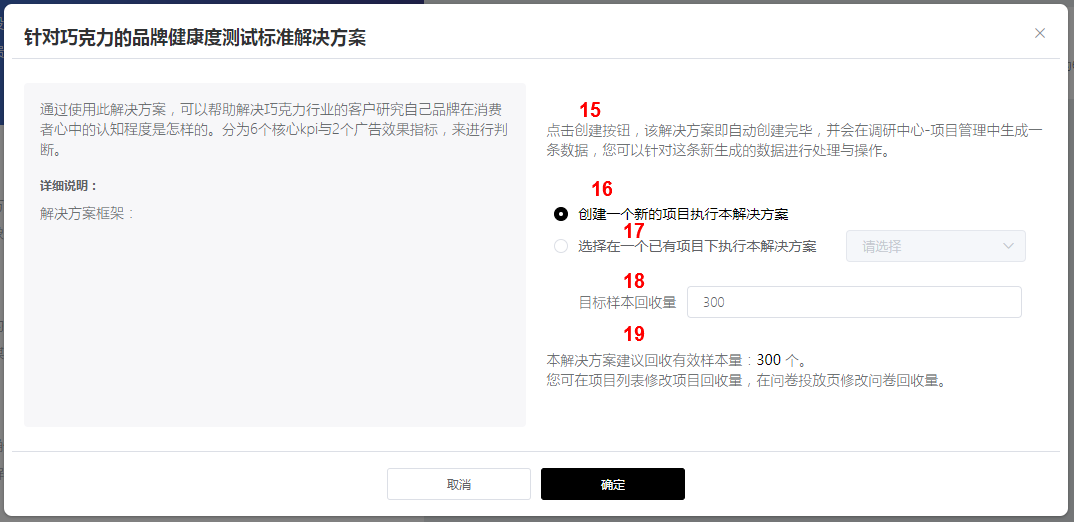 针对巧克力的品牌健康度测试标准解决方案
通过使用此解决方案，可以帮助解决巧克力行业的客户研究自己品牌在消费
者心中的认知程度是怎样的。分为6个核心kpi与2个广告效果指标，来进行判
断。
详细说明：
解决方案框架：
15
点击创建按钮，该解决方案即自动创建完毕，并会在调研中心-项目管理中生成一
条数据，您可以针对这条新生成的数据进行处理与操作。
16
创建一个新的项目执行本解决方案
17
选择在一个已有项目下执行本解决方案
请选择
18
目标样本回收量
300
19
本解决方案建议回收有效样本量：300 个。
您可在项目列表修改项目回收量，在问卷投放页修改问卷回收量。
取消
确定